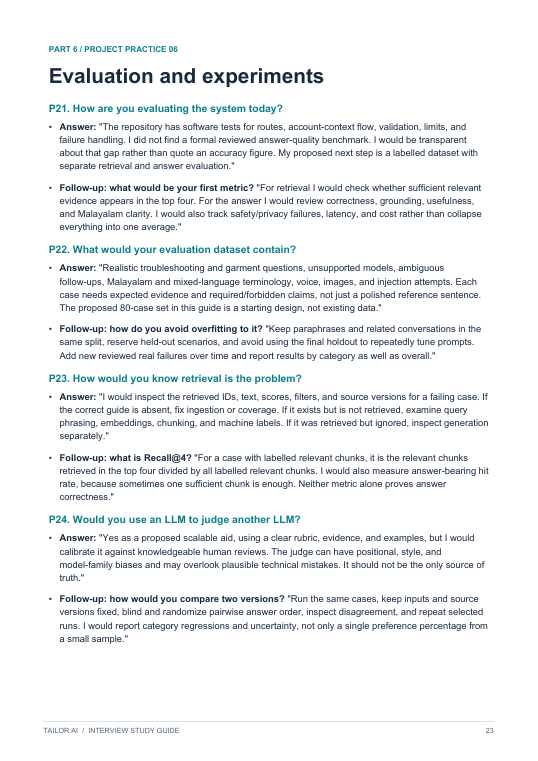 PART 6 / PROJECT PRACTICE 06
Evaluation and experiments
P21. How are you evaluating the system today?
• Answer: "The repository has software tests for routes, account-context flow, validation, limits, and
failure handling. I did not find a formal reviewed answer-quality benchmark. I would be transparent
about that gap rather than quote an accuracy figure. My proposed next step is a labelled dataset with
separate retrieval and answer evaluation."
• Follow-up: what would be your first metric? "For retrieval I would check whether sufficient relevant
evidence appears in the top four. For the answer I would review correctness, grounding, usefulness,
and Malayalam clarity. I would also track safety/privacy failures, latency, and cost rather than collapse
everything into one average."
P22. What would your evaluation dataset contain?
• Answer: "Realistic troubleshooting and garment questions, unsupported models, ambiguous
follow-ups, Malayalam and mixed-language terminology, voice, images, and injection attempts. Each
case needs expected evidence and required/forbidden claims, not just a polished reference sentence.
The proposed 80-case set in this guide is a starting design, not existing data."
• Follow-up: how do you avoid overfitting to it? "Keep paraphrases and related conversations in the
same split, reserve held-out scenarios, and avoid using the final holdout to repeatedly tune prompts.
Add new reviewed real failures over time and report results by category as well as overall."
P23. How would you know retrieval is the problem?
• Answer: "I would inspect the retrieved IDs, text, scores, filters, and source versions for a failing case. If
the correct guide is absent, fix ingestion or coverage. If it exists but is not retrieved, examine query
phrasing, embeddings, chunking, and machine labels. If it was retrieved but ignored, inspect generation
separately."
• Follow-up: what is Recall@4? "For a case with labelled relevant chunks, it is the relevant chunks
retrieved in the top four divided by all labelled relevant chunks. I would also measure answer-bearing hit
rate, because sometimes one sufficient chunk is enough. Neither metric alone proves answer
correctness."
P24. Would you use an LLM to judge another LLM?
• Answer: "Yes as a proposed scalable aid, using a clear rubric, evidence, and examples, but I would
calibrate it against knowledgeable human reviews. The judge can have positional, style, and
model-family biases and may overlook plausible technical mistakes. It should not be the only source of
truth."
• Follow-up: how would you compare two versions? "Run the same cases, keep inputs and source
versions fixed, blind and randomize pairwise answer order, inspect disagreement, and repeat selected
runs. I would report category regressions and uncertainty, not only a single preference percentage from
a small sample."
TAILOR AI / INTERVIEW STUDY GUIDE
23